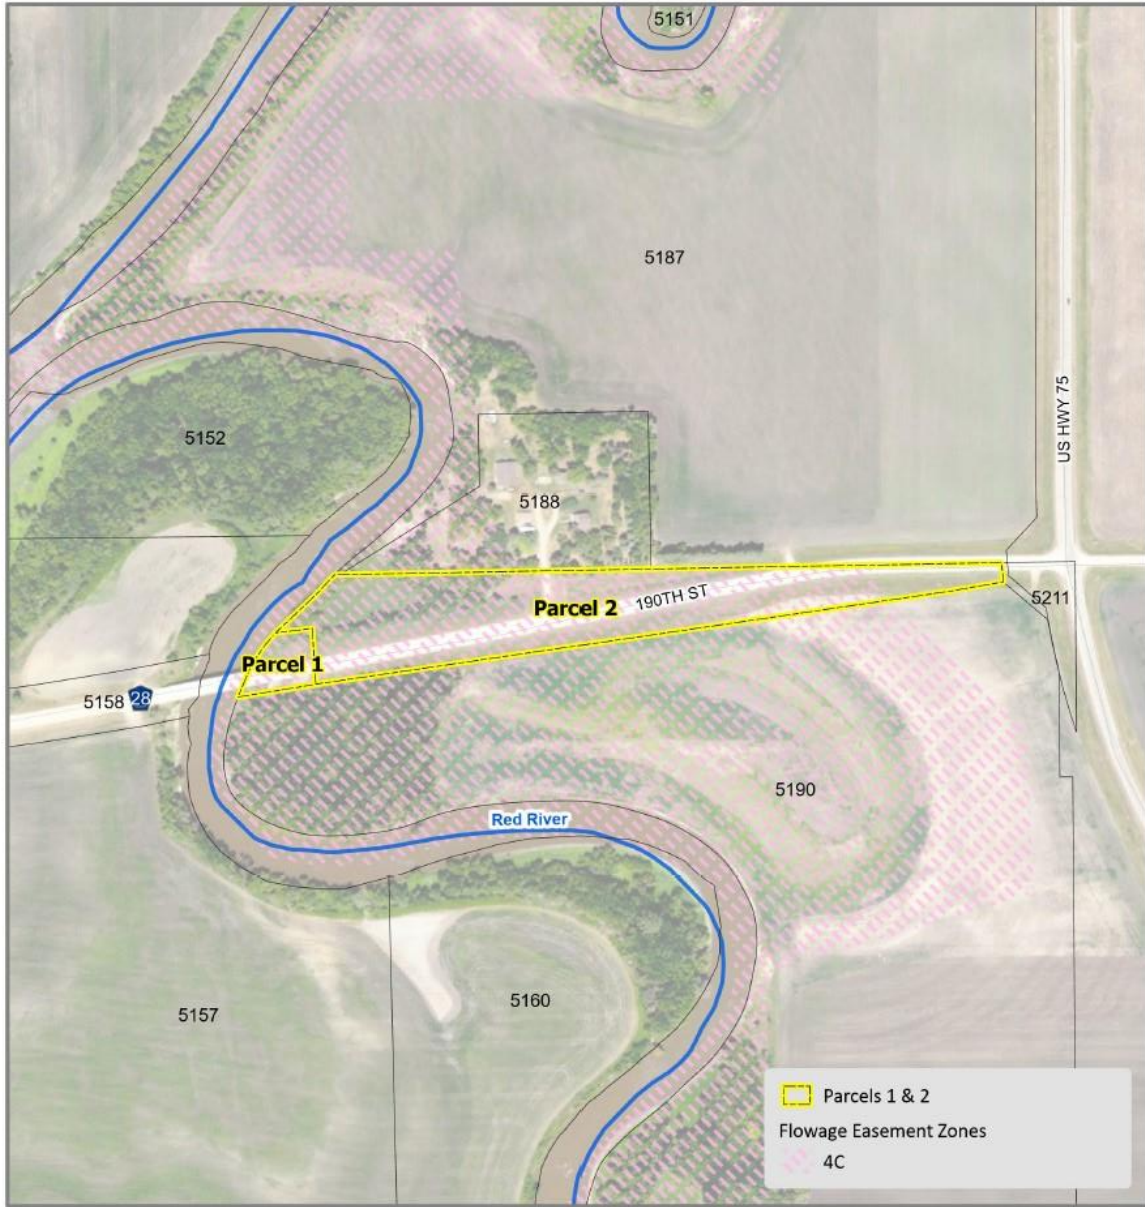 5151
5187
US HWY 75
5152
5188
190TH ST
Parcel 2
5211
Parcel 1
5158
28
5190
Red River
5160
5157
Parcels 1 & 2
Flowage Easement Zones
4C